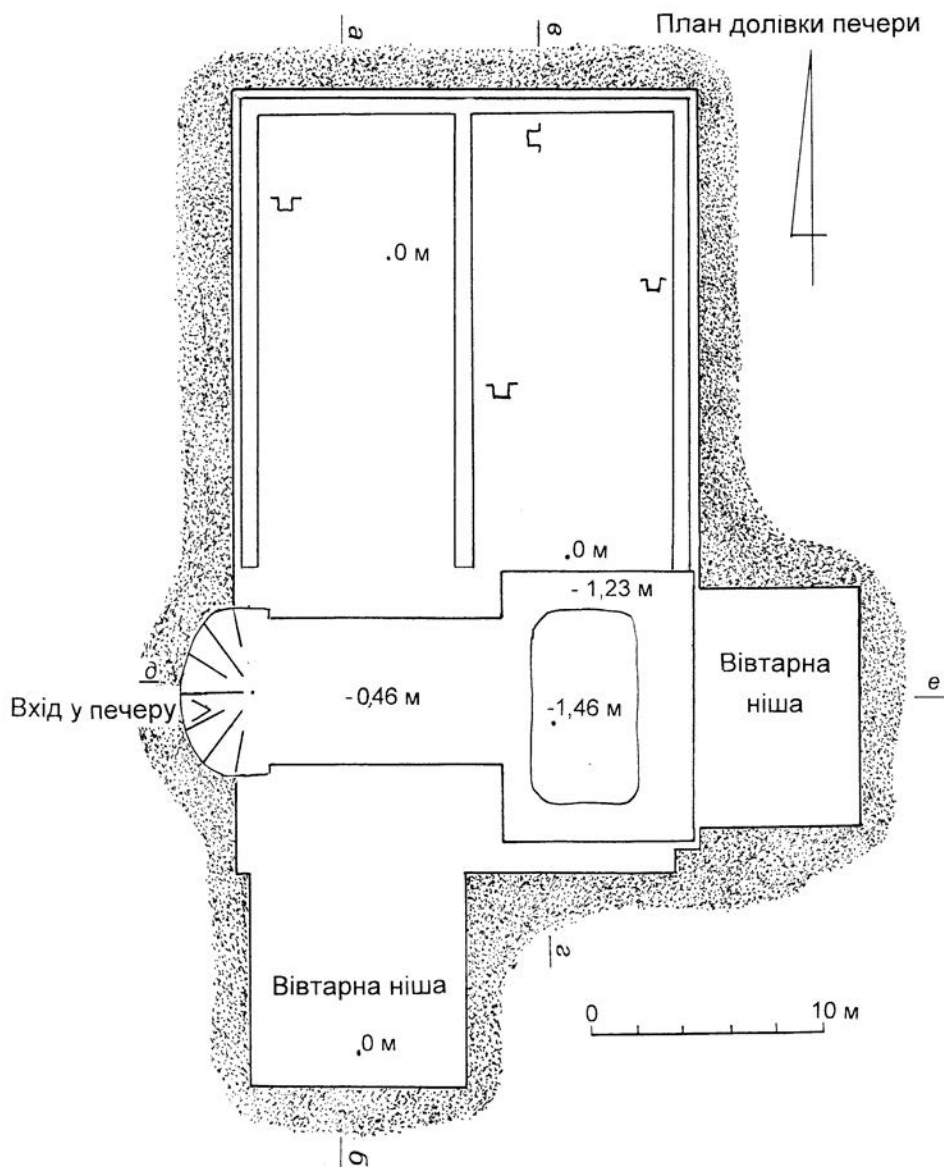 План долівки печери
а
в
0 м
0 м
- 1,23 м
д
Вхід у печеру
-0,46 м
-1,46 м
Вівтарна
ніша
е
г
Вівтарна ніша
0 м
0
10 м
б